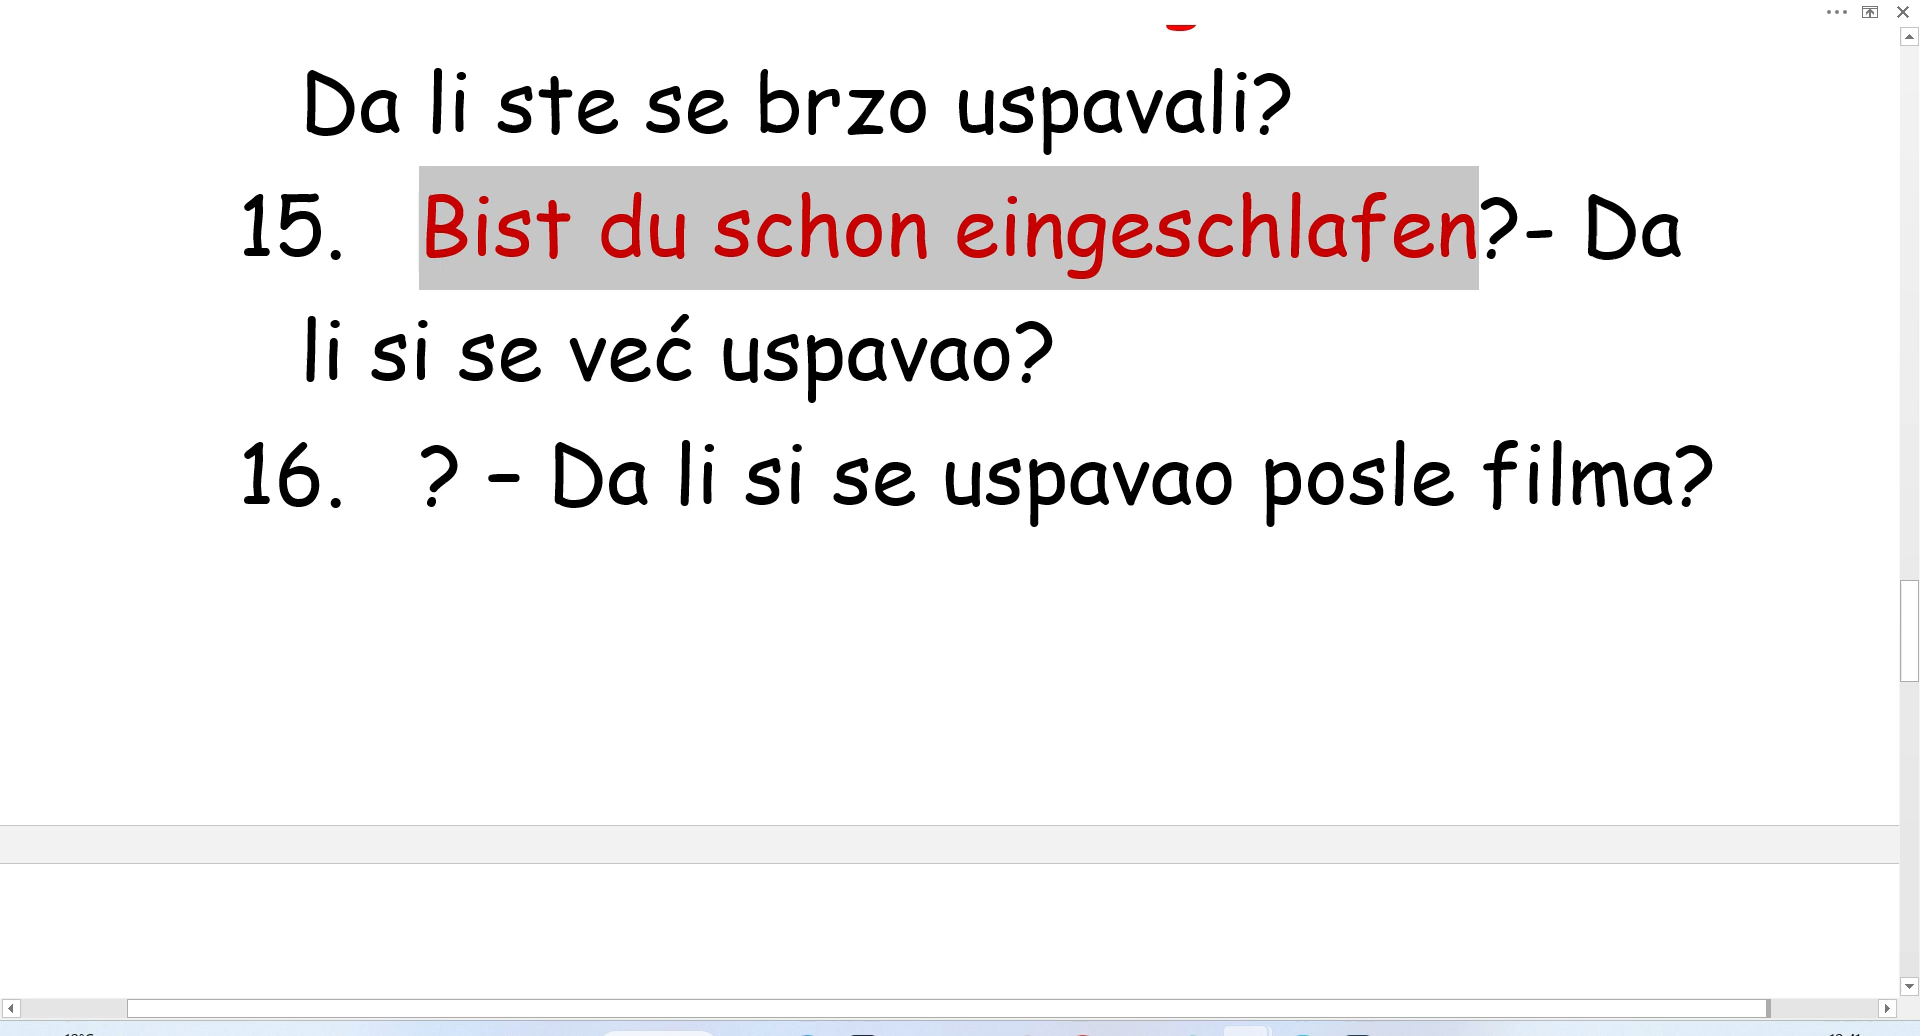 Da li ste se brzo uspavali?
15. Bist du schon eingeschlafen?- Da
li si se već uspavao?
16. ? – Da li si se uspavao posle filma?